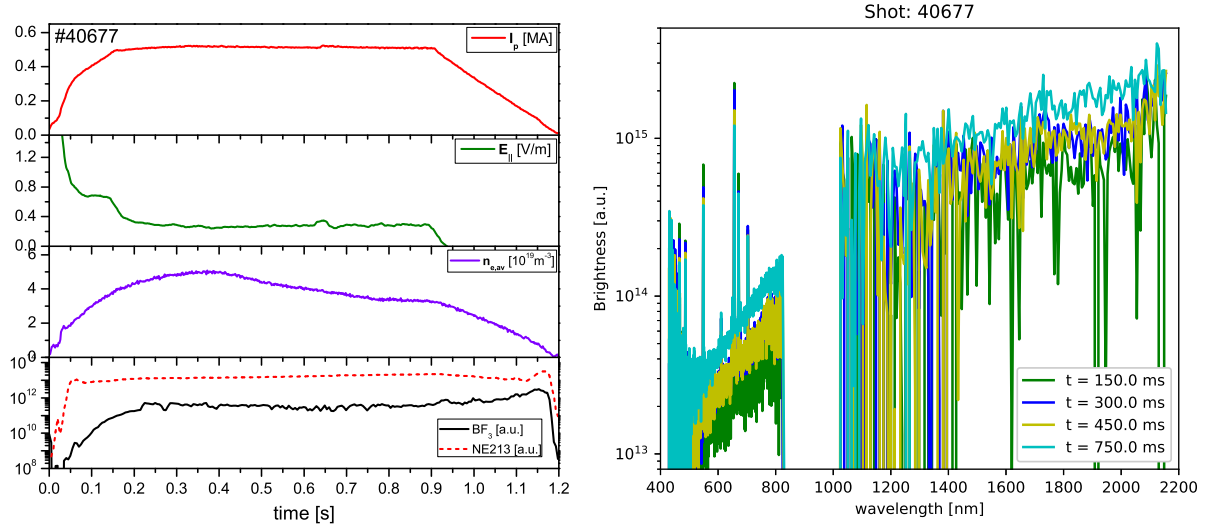 #40677
I_p [MA]
0.6
0.4
0.2
0.0
E_|| [V/m]
1.2
0.8
0.4
0.0
n_e,av [10^19 m^-3]
6
4
2
0
10^14
10^12
10^10
10^8
BF_3 [a.u.]
NE213 [a.u.]
0.0 0.1 0.2 0.3 0.4 0.5 0.6 0.7 0.8 0.9 1.0 1.1 1.2
time [s]
Shot: 40677
Brightness [a.u.]
10^15
10^14
10^13
t = 150.0 ms
t = 300.0 ms
t = 450.0 ms
t = 750.0 ms
400 600 800 1000 1200 1400 1600 1800 2000 2200
wavelength [nm]